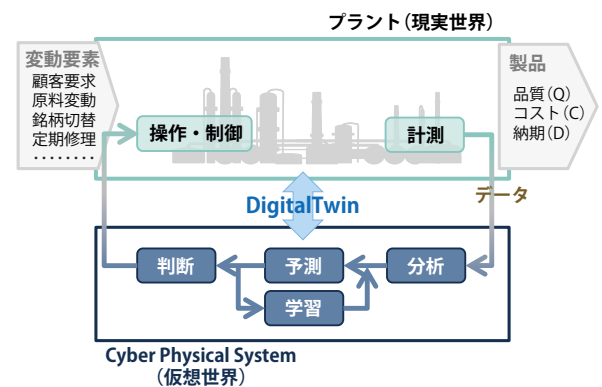 プラント(現実世界)
変動要素
顧客要求
原料変動
銘柄切替
定期修理
‥‥‥‥
操作・制御
計測
製品
品質(Q)
コスト(C)
納期(D)
データ
DigitalTwin
判断
予測
分析
学習
Cyber Physical System
(仮想世界)